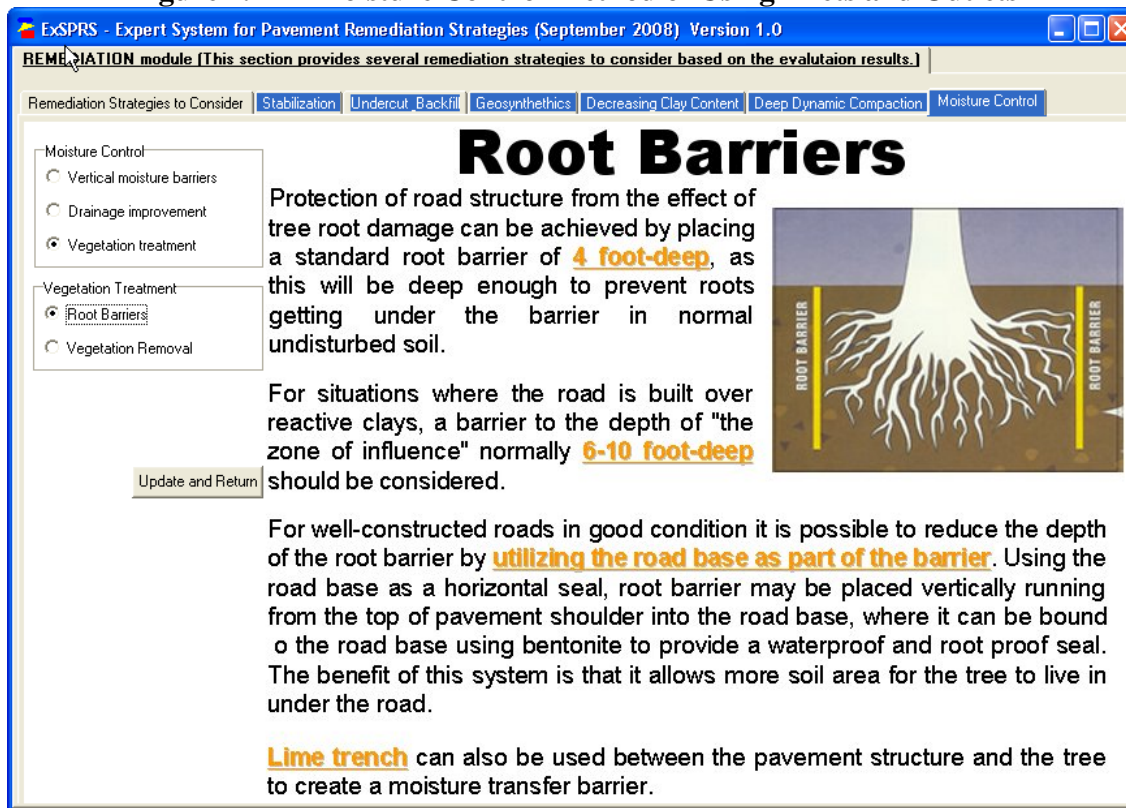 ExSPRS - Expert System for Pavement Remediation Strategies (September 2008) Version 1.0
REMEDIATION module (This section provides several remediation strategies to consider based on the evalutaion results.)
Remediation Strategies to Consider Stabilization Undercut_Backfill Geosynthethics Decreasing Clay Content Deep Dynamic Compaction Moisture Control
Moisture Control
Vertical moisture barriers
Drainage improvement
Vegetation treatment
Vegetation Treatment
Root Barriers
Vegetation Removal
Update and Return
Root Barriers
Protection of road structure from the effect of
tree root damage can be achieved by placing
a standard root barrier of 4 foot-deep, as
this will be deep enough to prevent roots
getting under the barrier in normal
undisturbed soil.
For situations where the road is built over
reactive clays, a barrier to the depth of "the
zone of influence" normally 6-10 foot-deep
should be considered.
ROOT BARRIER
ROOT BARRIER
For well-constructed roads in good condition it is possible to reduce the depth
of the root barrier by utilizing the road base as part of the barrier. Using the
road base as a horizontal seal, root barrier may be placed vertically running
from the top of pavement shoulder into the road base, where it can be bound
o the road base using bentonite to provide a waterproof and root proof seal.
The benefit of this system is that it allows more soil area for the tree to live in
under the road.
Lime trench can also be used between the pavement structure and the tree
to create a moisture transfer barrier.